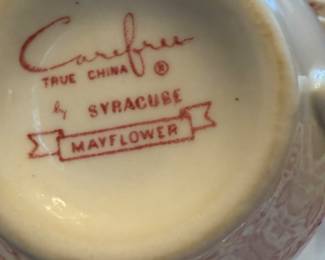 Carefree
TRUE CHINA ®
By SYRACUSE
MAYFLOWER